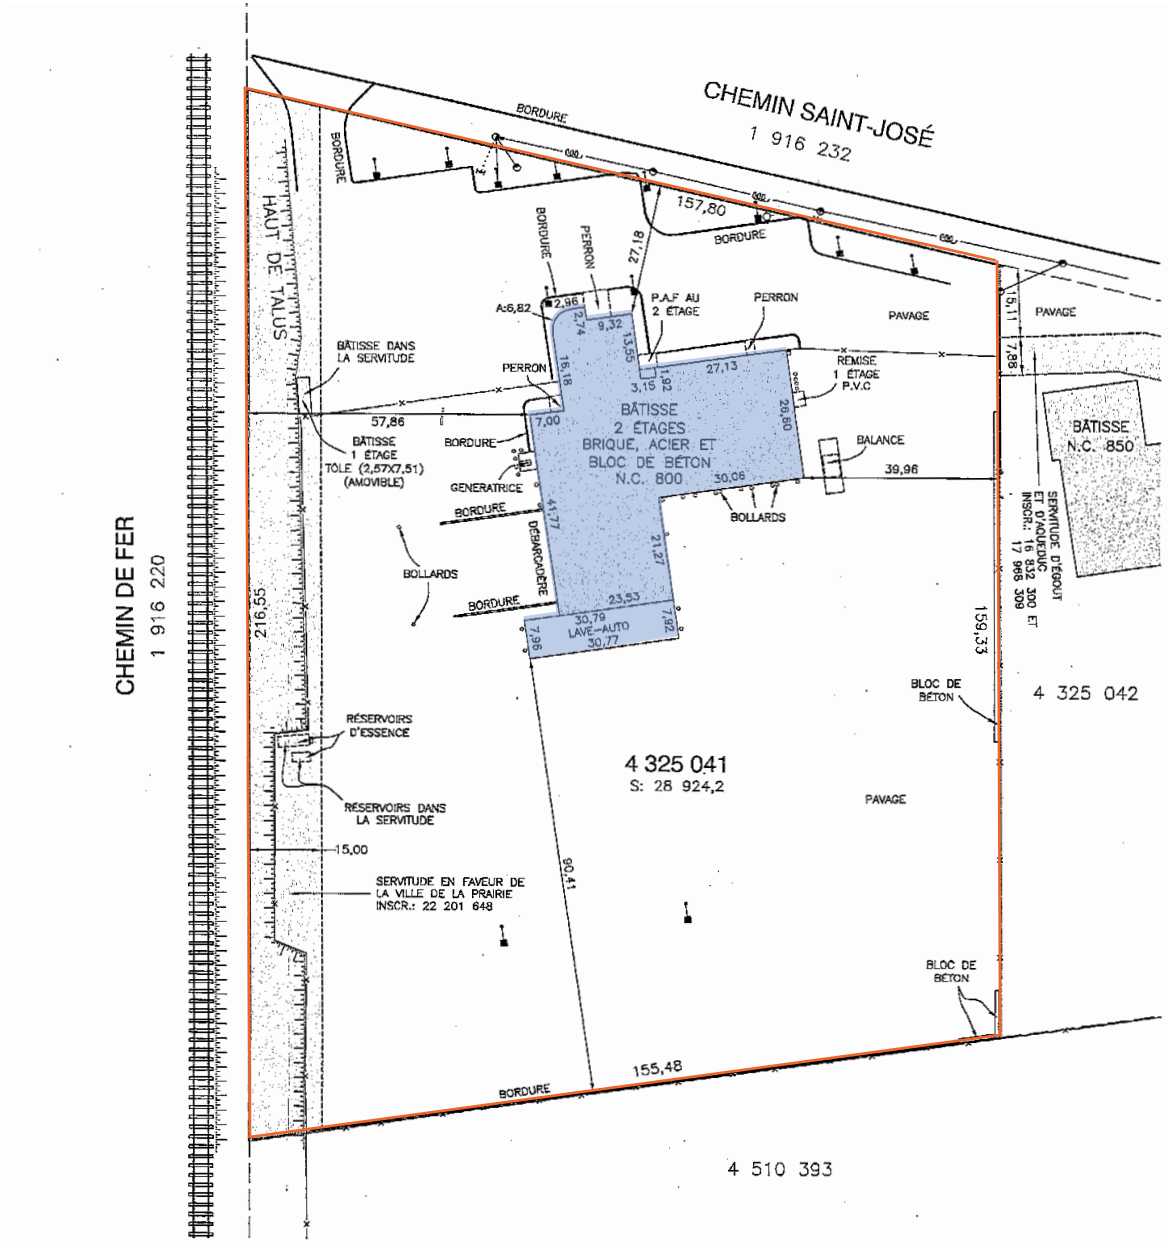 CHEMIN SAINT-JOSÉ
1 916 232
BORDURE
BORDURE
157,80
BORDURE
27,18
BORDURE
PERRON
HAUT DE TALUS
A:6,82
2,96
2,74
9,32
13,55
P.A.F AU
2 ÉTAGE
PERRON
PAVAGE
15,11
PAVAGE
7,88
BÂTISSE DANS
LA SERVITUDE
PERRON
16,18
1,92
3,15
27,13
REMISE
1 ÉTAGE
P.V.C
57,86
7,00
BÂTISSE
2 ÉTAGES
BRIQUE, ACIER ET
BLOC DE BÉTON
N.C. 800
26,80
30,06
BÂTISSE
1 ÉTAGE
TÔLE (2,57X7,51)
(AMOVIBLE)
BORDURE
GÉNÉRATRICE
BALANCE
39,96
BÂTISSE
N.C. 850
BORDURE
41,77
DÉBARCADÈRE
BOLLARDS
21,27
SERVITUDE D'ÉGOUT
ET D'AQUEDUC
INSCR.: 16 832 300 ET
17 968 309
CHEMIN DE FER
1 916 220
BOLLARDS
BORDURE
216,55
23,53
30,79
LAVE-AUTO
30,77
7,96
7,92
159,33
BLOC DE
BÉTON
4 325 042
RÉSERVOIRS
D'ESSENCE
4 325 041
S: 28 924,2
RÉSERVOIRS DANS
LA SERVITUDE
PAVAGE
15,00
90,41
SERVITUDE EN FAVEUR DE
LA VILLE DE LA PRAIRIE
INSCR.: 22 201 648
BLOC DE
BÉTON
155,48
BORDURE
4 510 393